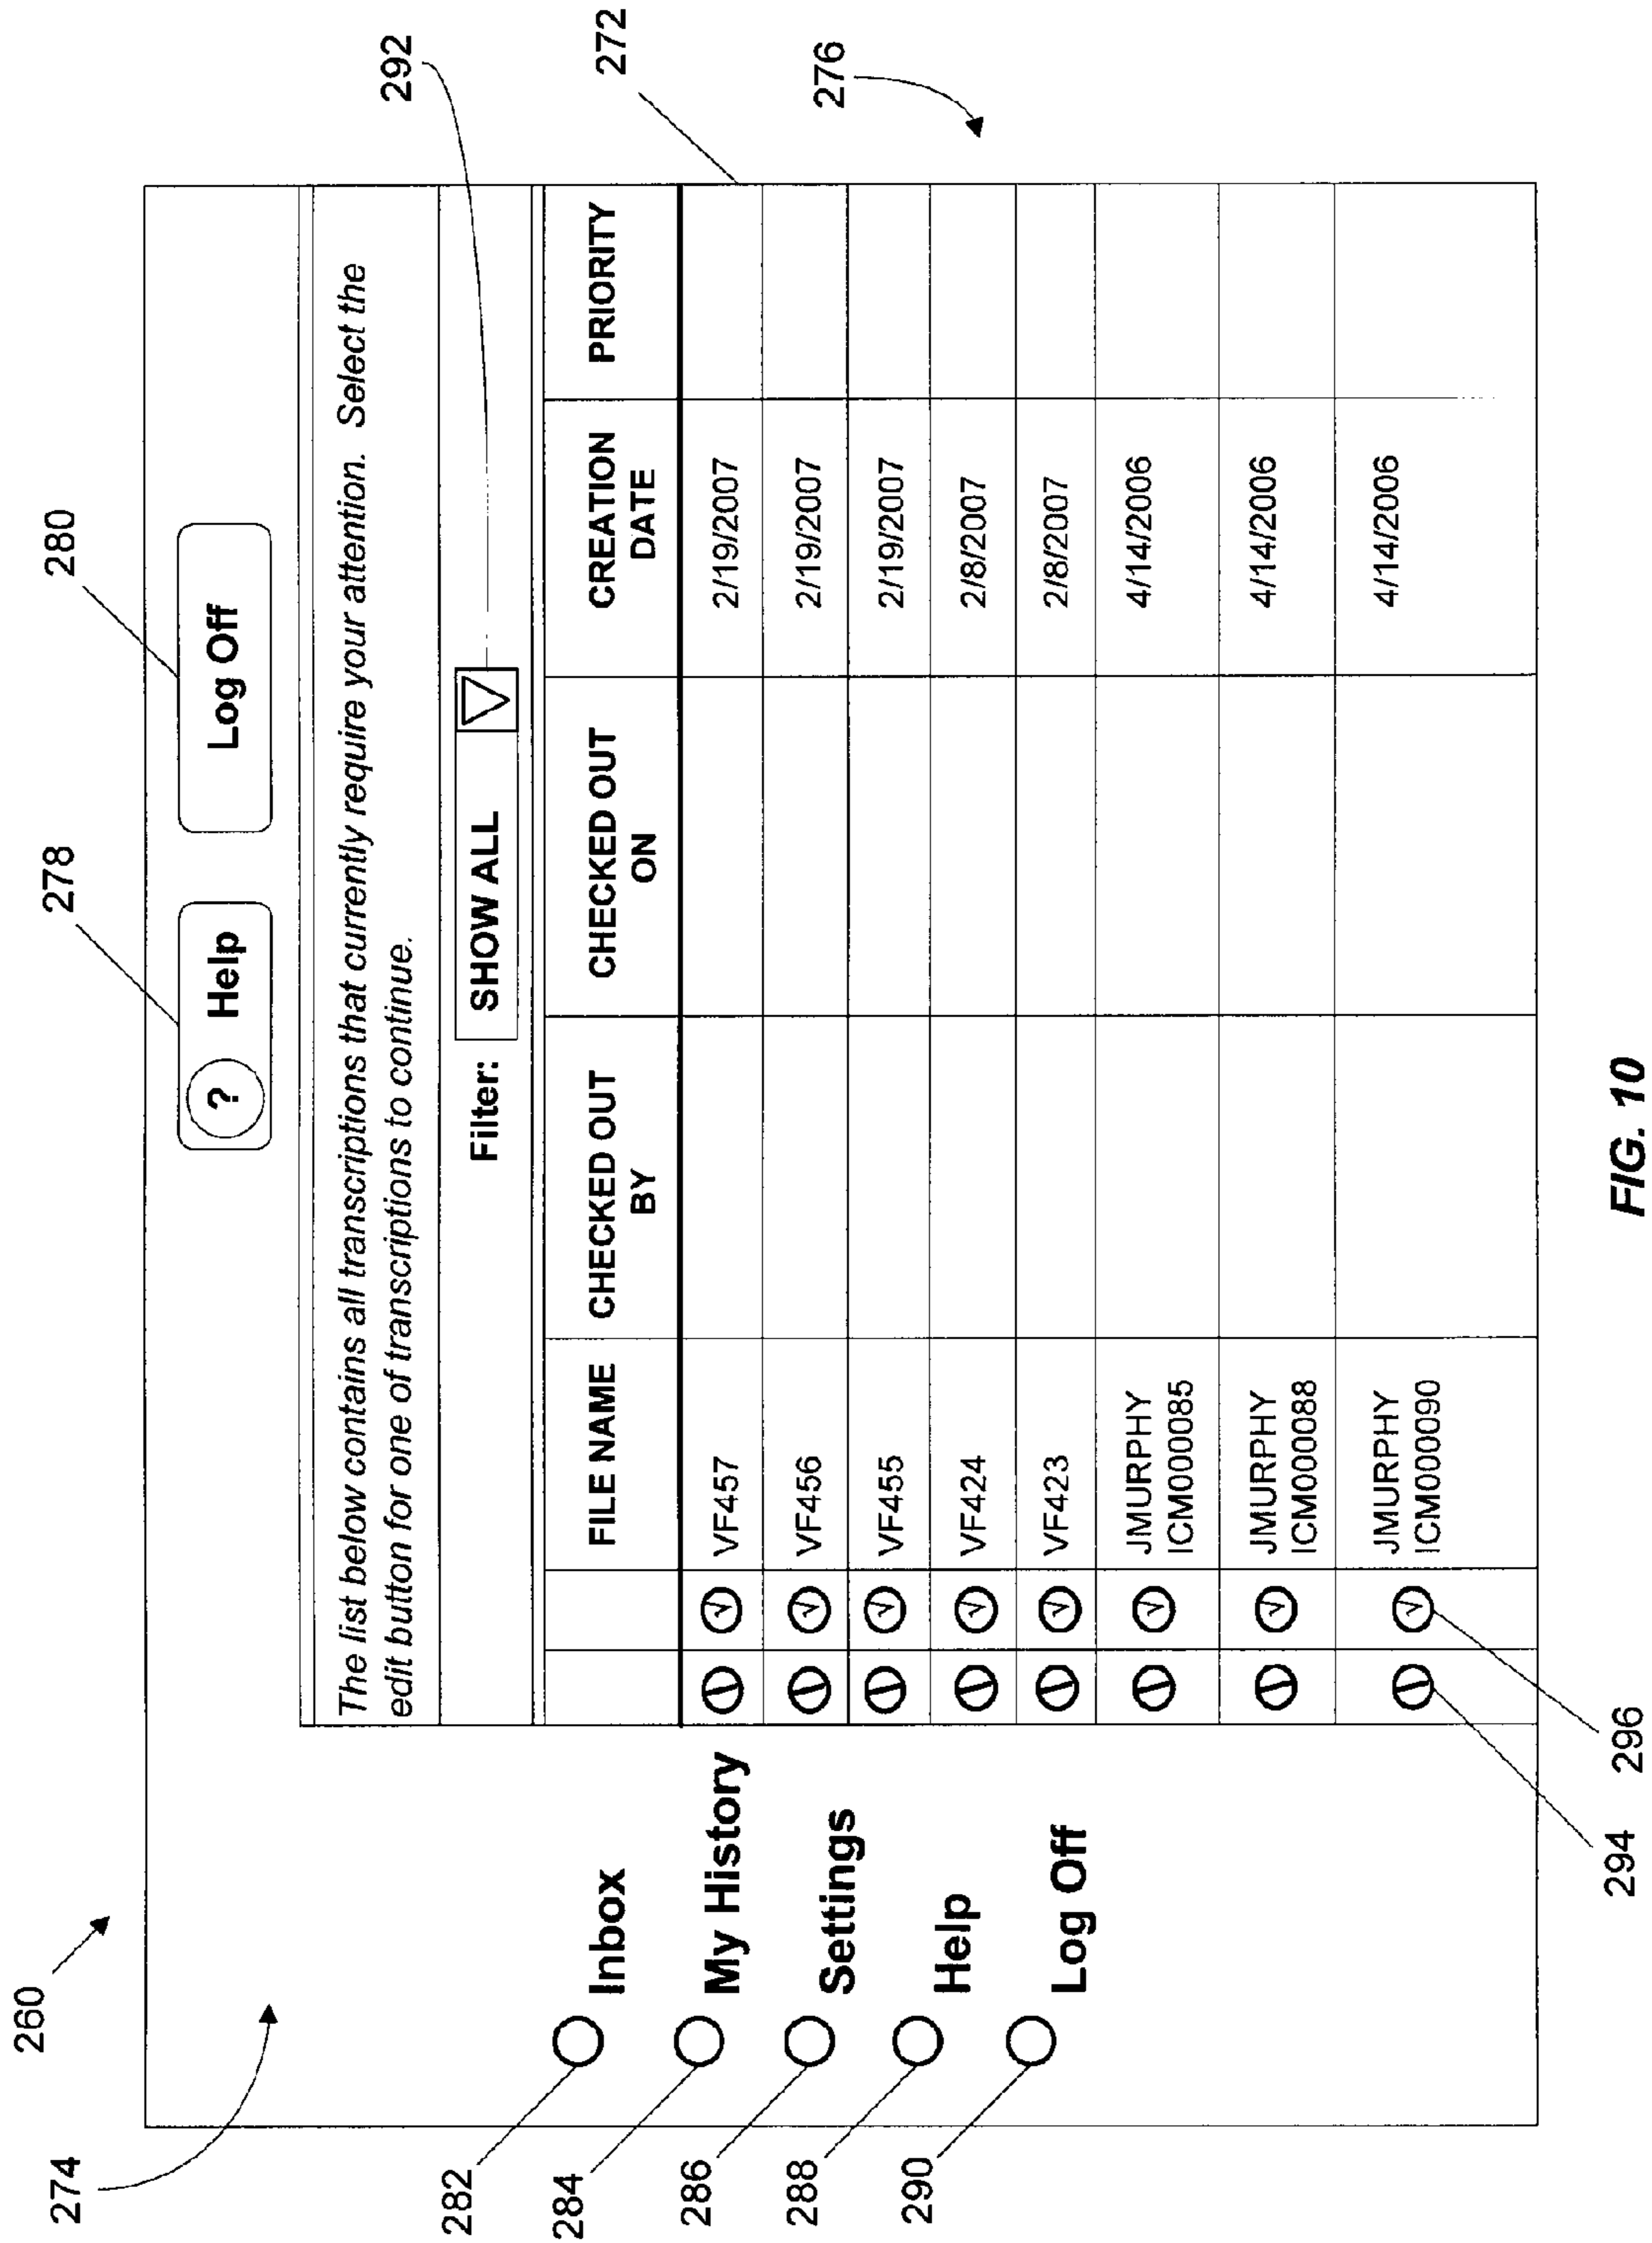 260
274
278
280
292
272
276
? Help
Log Off
The list below contains all transcriptions that currently require your attention. Select the
edit button for one of transcriptions to continue.
Filter: SHOW ALL
FILE NAME CHECKED OUT BY CHECKED OUT ON CREATION DATE PRIORITY
VF457 2/19/2007
VF456 2/19/2007
VF455 2/19/2007
VF424 2/8/2007
VF423 2/8/2007
JMURPHY 4/14/2006
ICM000085
JMURPHY 4/14/2006
ICM000088
JMURPHY 4/14/2006
ICM000090
282 Inbox
284 My History
286 Settings
288 Help
290 Log Off
294
296
FIG. 10